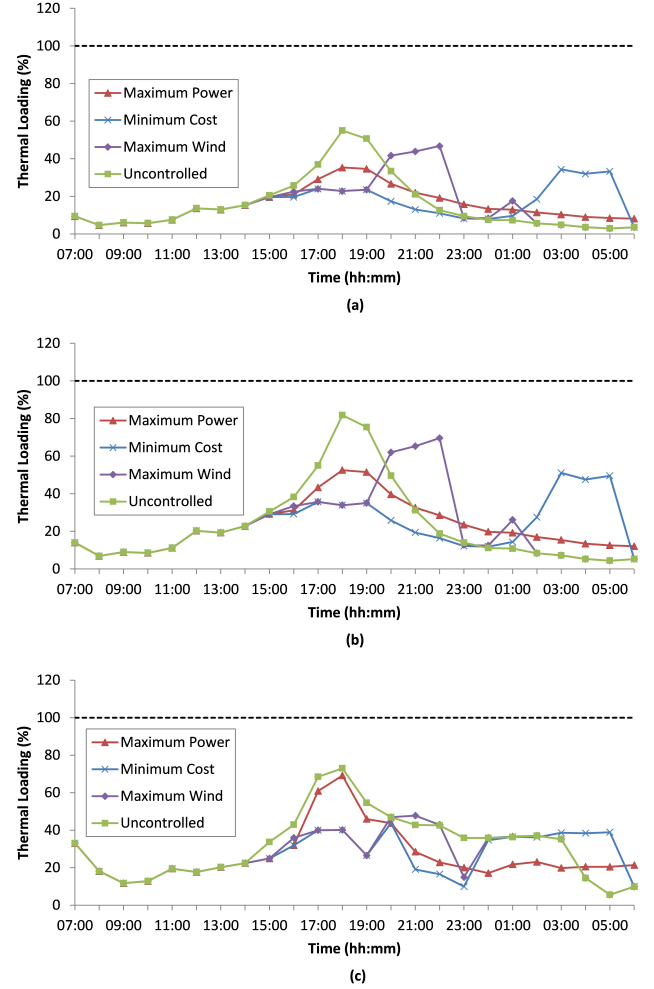 120
100
80
60
40
20
0
Thermal Loading (%)
Maximum Power
Minimum Cost
Maximum Wind
Uncontrolled
07:00 09:00 11:00 13:00 15:00 17:00 19:00 21:00 23:00 01:00 03:00 05:00
Time (hh:mm)
(a)
120
100
80
60
40
20
0
Thermal Loading (%)
Maximum Power
Minimum Cost
Maximum Wind
Uncontrolled
07:00 09:00 11:00 13:00 15:00 17:00 19:00 21:00 23:00 01:00 03:00 05:00
Time (hh:mm)
(b)
120
100
80
60
40
20
0
Thermal Loading (%)
Maximum Power
Minimum Cost
Maximum Wind
Uncontrolled
07:00 09:00 11:00 13:00 15:00 17:00 19:00 21:00 23:00 01:00 03:00 05:00
Time (hh:mm)
(c)